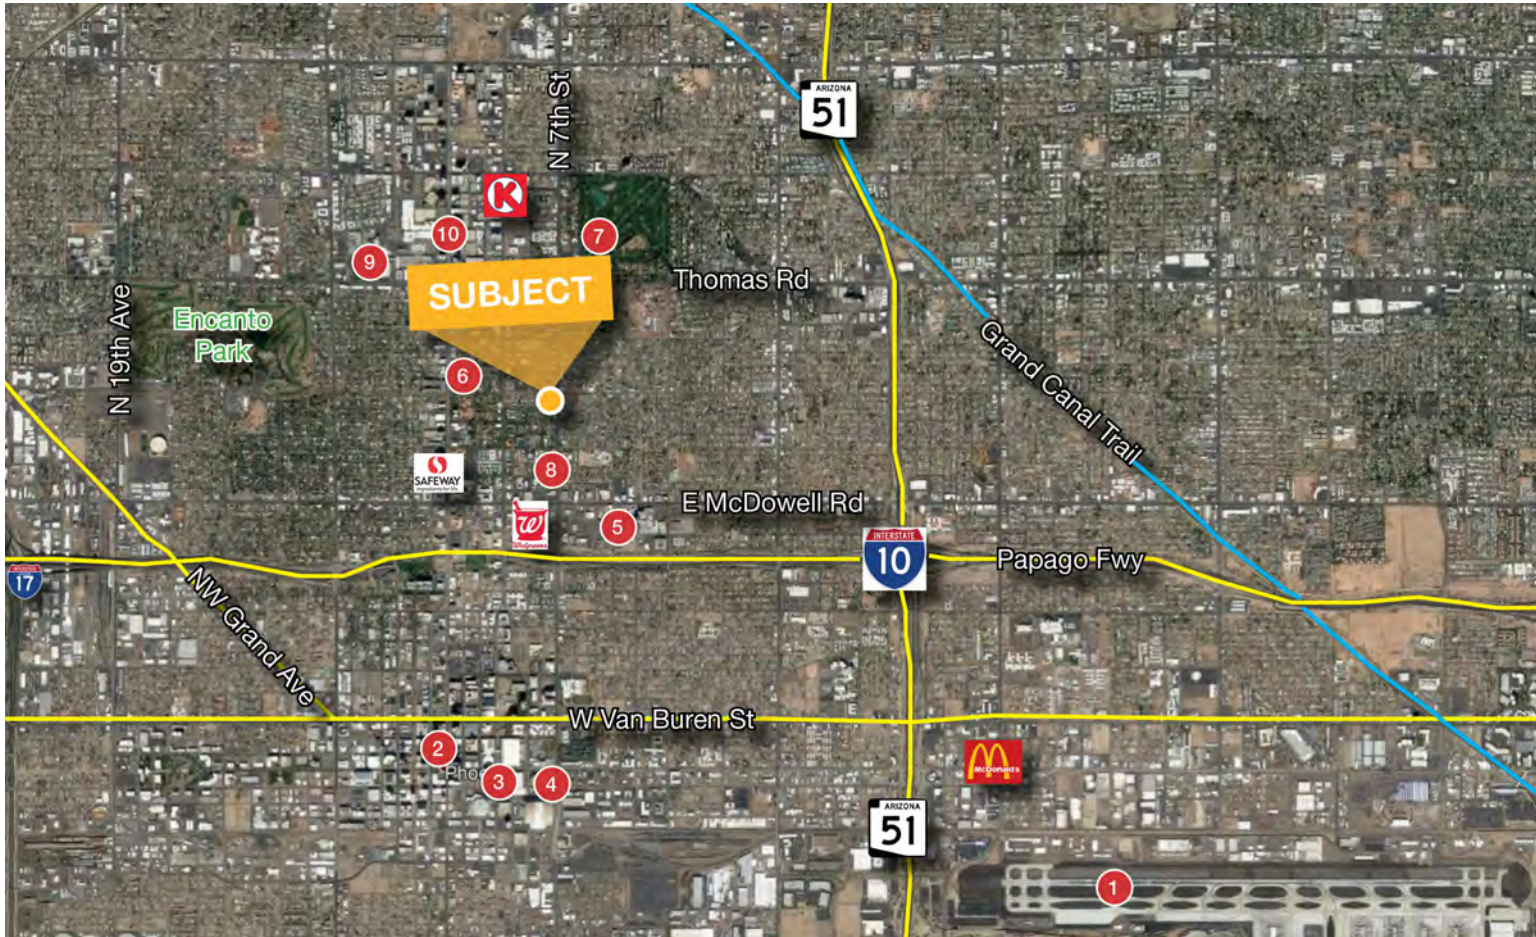 ARIZONA
51
N 7th St
K
10
7
9
Thomas Rd
SUBJECT
N 19th Ave
Encanto
Park
Grand Canal Trail
6
SAFEWAY
8
E McDowell Rd
W
Walgreens
5
INTERSTATE
10
Papago Fwy
17
NW Grand Ave
W Van Buren St
2
3
4
McDonald's
ARIZONA
51
1